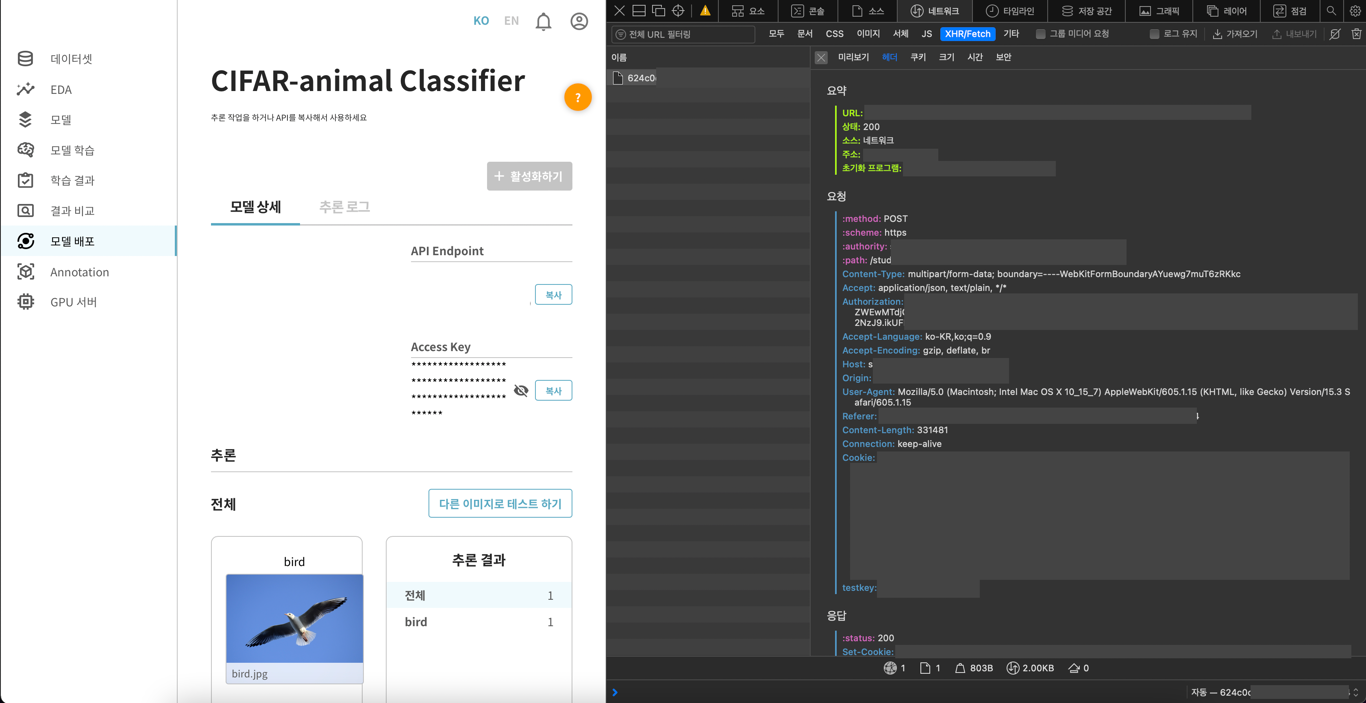 KO EN
데이터셋
EDA
모델
모델 학습
학습 결과
결과 비교
모델 배포
Annotation
GPU 서버
CIFAR-animal Classifier
?
추론 작업을 하거나 API를 복사해서 사용하세요
+ 활성화하기
모델 상세 추론 로그
API Endpoint
복사
Access Key
******************
******************
******************
******
복사
추론
전체
다른 이미지로 테스트 하기
bird
bird.jpg
추론 결과
전체 1
bird 1
요소 콘솔 소스 네트워크 타임라인 저장 공간 그래픽 레이어 점검
전체 URL 필터링 모두 문서 CSS 이미지 서체 JS XHR/Fetch 기타 그룹 미디어 요청 로그 유지 가져오기 내보내기
이름
624c0
미리보기 헤더 쿠키 크기 시간 보안
요약
URL:
상태: 200
소스: 네트워크
주소:
초기화 프로그램:
요청
:method: POST
:scheme: https
:authority:
:path: /stud
Content-Type: multipart/form-data; boundary=----WebKitFormBoundaryAYuewg7muT6zRKkc
Accept: application/json, text/plain, */*
Authorization:
ZWEwMTdj
2NzJ9.ikUF
Accept-Language: ko-KR,ko;q=0.9
Accept-Encoding: gzip, deflate, br
Host: s
Origin:
User-Agent: Mozilla/5.0 (Macintosh; Intel Mac OS X 10_15_7) AppleWebKit/605.1.15 (KHTML, like Gecko) Version/15.3 S
afari/605.1.15
Referer:
Content-Length: 331481
Connection: keep-alive
Cookie:
testkey:
응답
:status: 200
Set-Cookie:
1 1 803B 2.00KB 0
자동 — 624c0c